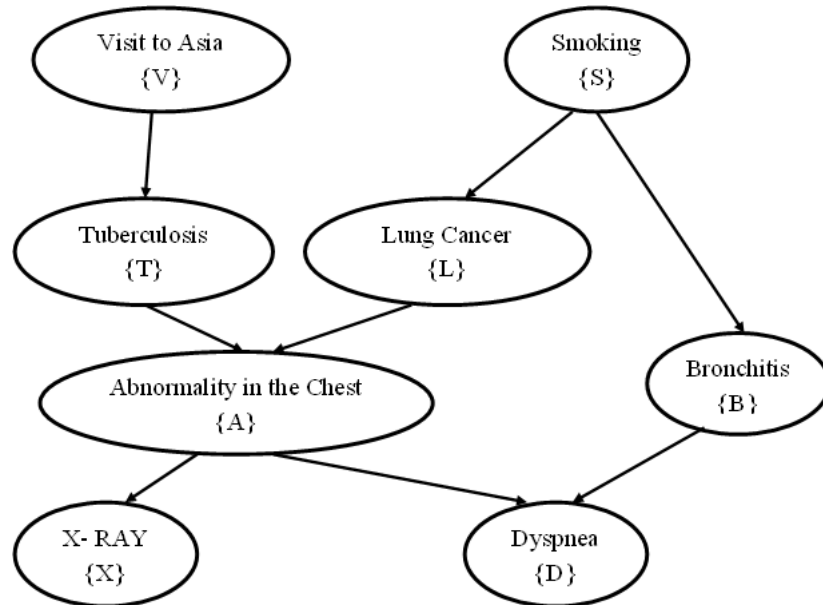 Visit to Asia
{V}
Smoking
{S}
Tuberculosis
{T}
Lung Cancer
{L}
Abnormality in the Chest
{A}
Bronchitis
{B}
X- RAY
{X}
Dyspnea
{D}